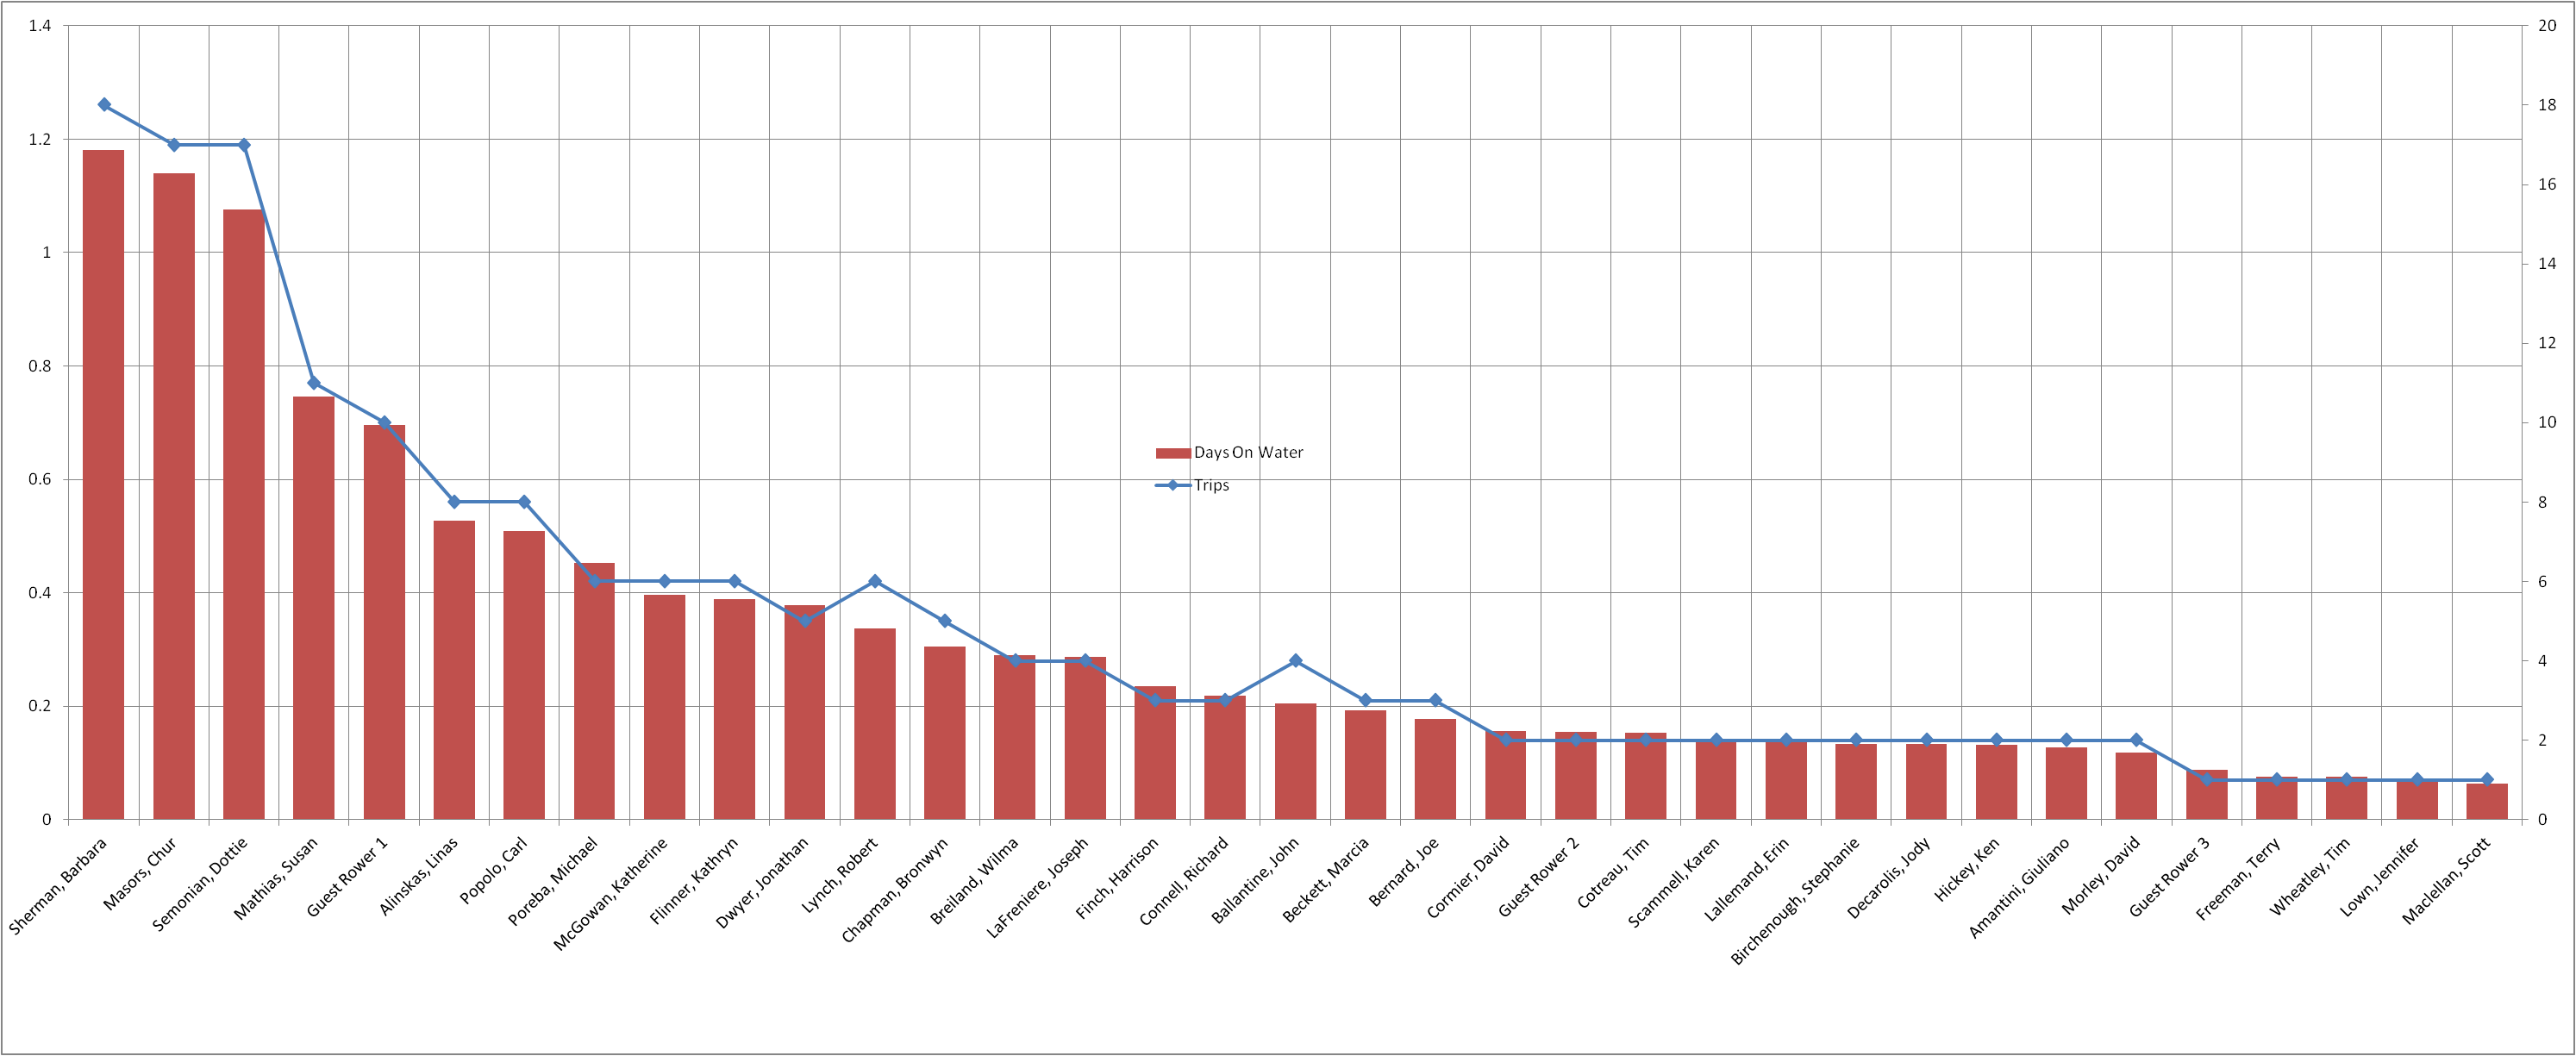 1.4
1.2
1
0.8
0.6
0.4
0.2
0
20
18
16
14
12
10
8
6
4
2
0
Days On Water
Trips
Sherman, Barbara
Masors, Chur
Semonian, Dottie
Mathias, Susan
Guest Rower 1
Alinskas, Linas
Popolo, Carl
Poreba, Michael
McGowan, Katherine
Flinner, Kathryn
Dwyer, Jonathan
Lynch, Robert
Chapman, Bronwyn
Breiland, Wilma
LaFreniere, Joseph
Finch, Harrison
Connell, Richard
Ballantine, John
Beckett, Marcia
Bernard, Joe
Cormier, David
Guest Rower 2
Cotreau, Tim
Scammell, Karen
Lallemand, Erin
Birchenough, Stephanie
Decarolis, Jody
Hickey, Ken
Amantini, Giuliano
Morley, David
Guest Rower 3
Freeman, Terry
Wheatley, Tim
Lown, Jennifer
Maclellan, Scott